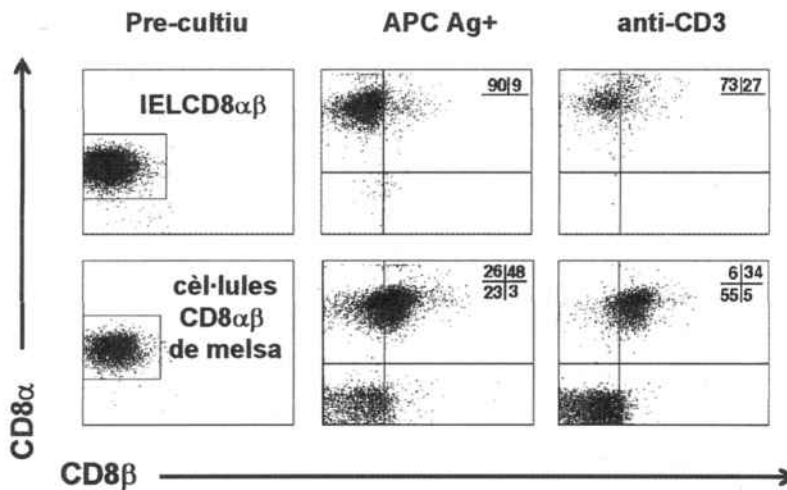 Pre-cultiu APC Ag+ anti-CD3
IELCD8αβ
90|9
73|27
cèl·lules
CD8αβ
de melsa
26|48
23|3
6|34
55|5
CD8α
CD8β